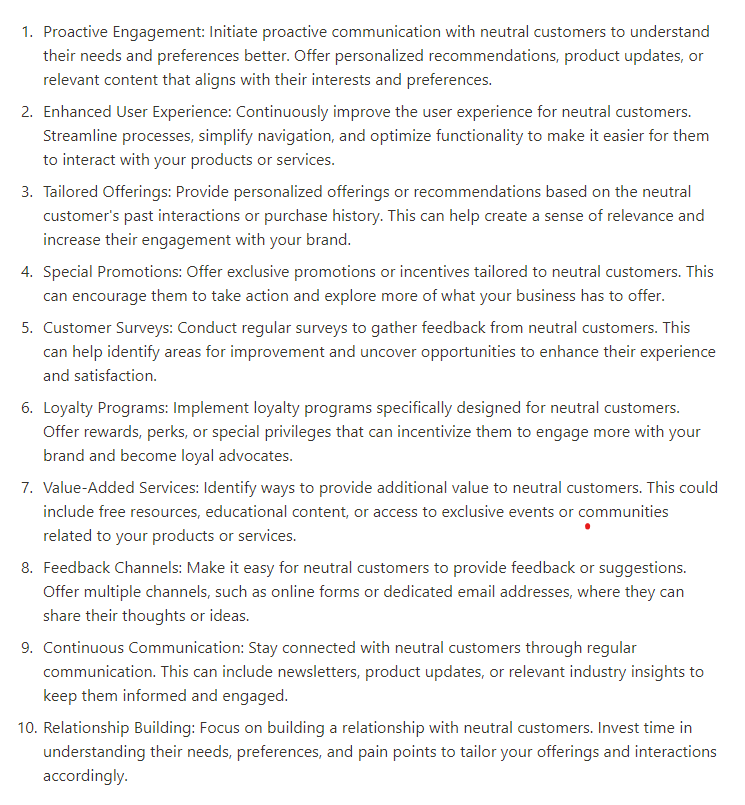 1. Proactive Engagement: Initiate proactive communication with neutral customers to understand
their needs and preferences better. Offer personalized recommendations, product updates, or
relevant content that aligns with their interests and preferences.
2. Enhanced User Experience: Continuously improve the user experience for neutral customers.
Streamline processes, simplify navigation, and optimize functionality to make it easier for them
to interact with your products or services.
3. Tailored Offerings: Provide personalized offerings or recommendations based on the neutral
customer's past interactions or purchase history. This can help create a sense of relevance and
increase their engagement with your brand.
4. Special Promotions: Offer exclusive promotions or incentives tailored to neutral customers. This
can encourage them to take action and explore more of what your business has to offer.
5. Customer Surveys: Conduct regular surveys to gather feedback from neutral customers. This
can help identify areas for improvement and uncover opportunities to enhance their experience
and satisfaction.
6. Loyalty Programs: Implement loyalty programs specifically designed for neutral customers.
Offer rewards, perks, or special privileges that can incentivize them to engage more with your
brand and become loyal advocates.
7. Value-Added Services: Identify ways to provide additional value to neutral customers. This could
include free resources, educational content, or access to exclusive events or communities
related to your products or services.
8. Feedback Channels: Make it easy for neutral customers to provide feedback or suggestions.
Offer multiple channels, such as online forms or dedicated email addresses, where they can
share their thoughts or ideas.
9. Continuous Communication: Stay connected with neutral customers through regular
communication. This can include newsletters, product updates, or relevant industry insights to
keep them informed and engaged.
10. Relationship Building: Focus on building a relationship with neutral customers. Invest time in
understanding their needs, preferences, and pain points to tailor your offerings and interactions
accordingly.